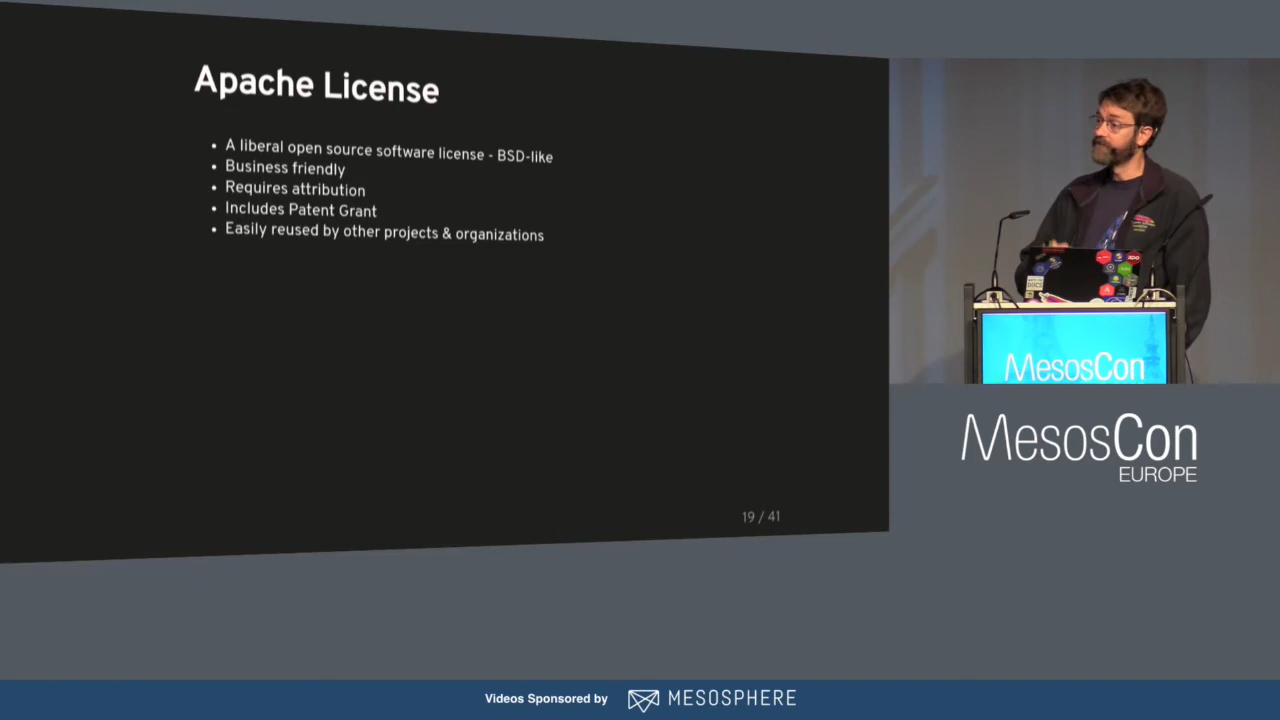 Apache License
• A liberal open source software license - BSD-like
• Business friendly
• Requires attribution
• Includes Patent Grant
• Easily reused by other projects & organizations
19 / 41
MesosCon
MesosCon
EUROPE
Videos Sponsored by MESOSPHERE